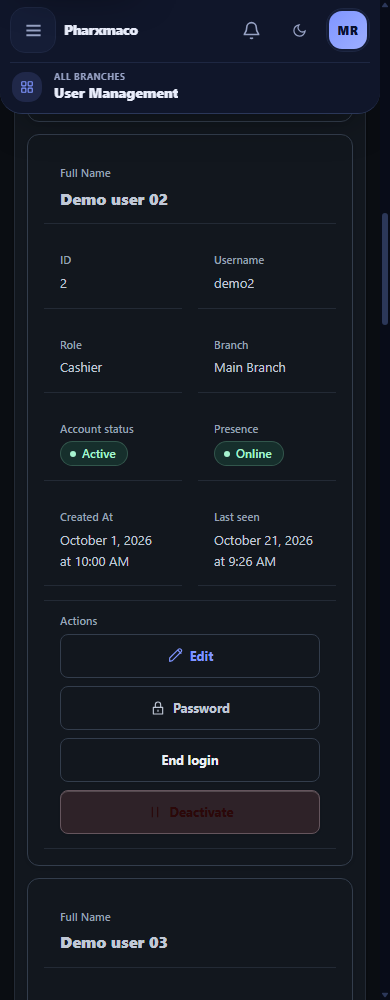 Pharxmaco
MR
ALL BRANCHES
User Management
Full Name
Demo user 02
ID
Username
2
demo2
Role
Branch
Cashier
Main Branch
Account status
Presence
Active
Online
Created At
Last seen
October 1, 2026
at 10:00 AM
October 21, 2026
at 9:26 AM
Actions
Edit
Password
End login
Deactivate
Full Name
Demo user 03